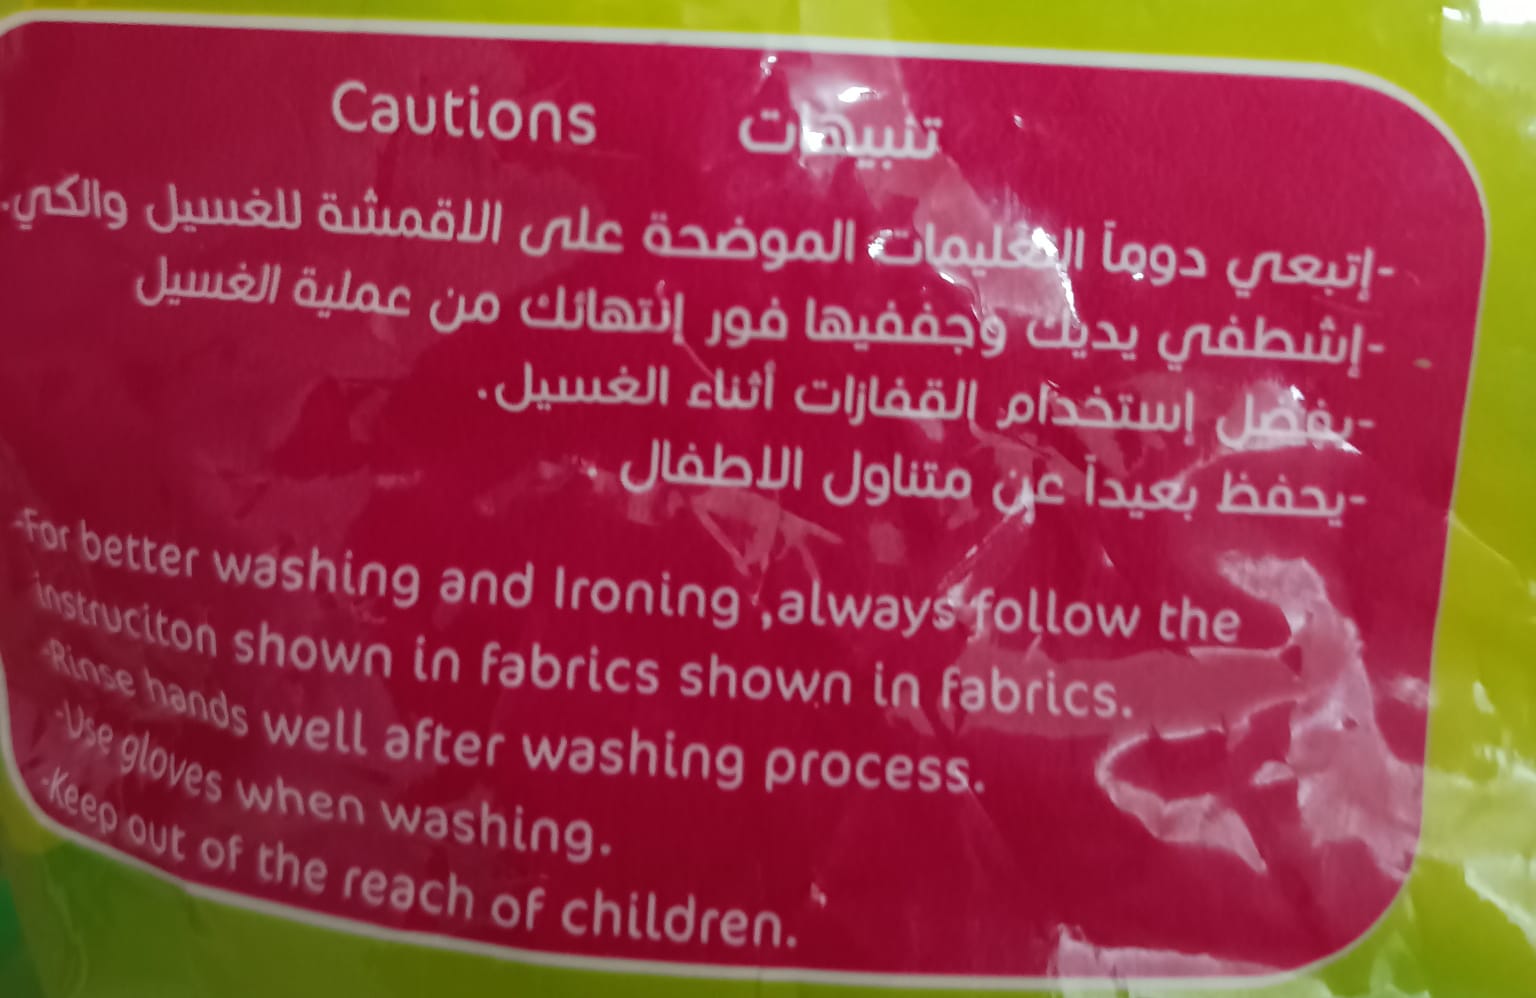 Cautions تنبيهات
-إتبعي دوماً التعليمات الموضحة على الاقمشة للغسيل والكي.
-إشطفي يديك وجففيها فور إنتهائك من عملية الغسيل
-يفضل إستخدام القفازات أثناء الغسيل.
-يحفظ بعيداً عن متناول الاطفال .
-For better washing and Ironing ,always follow the
instruciton shown in fabrics shown in fabrics.
-Rinse hands well after washing process.
-Use gloves when washing.
-Keep out of the reach of children.